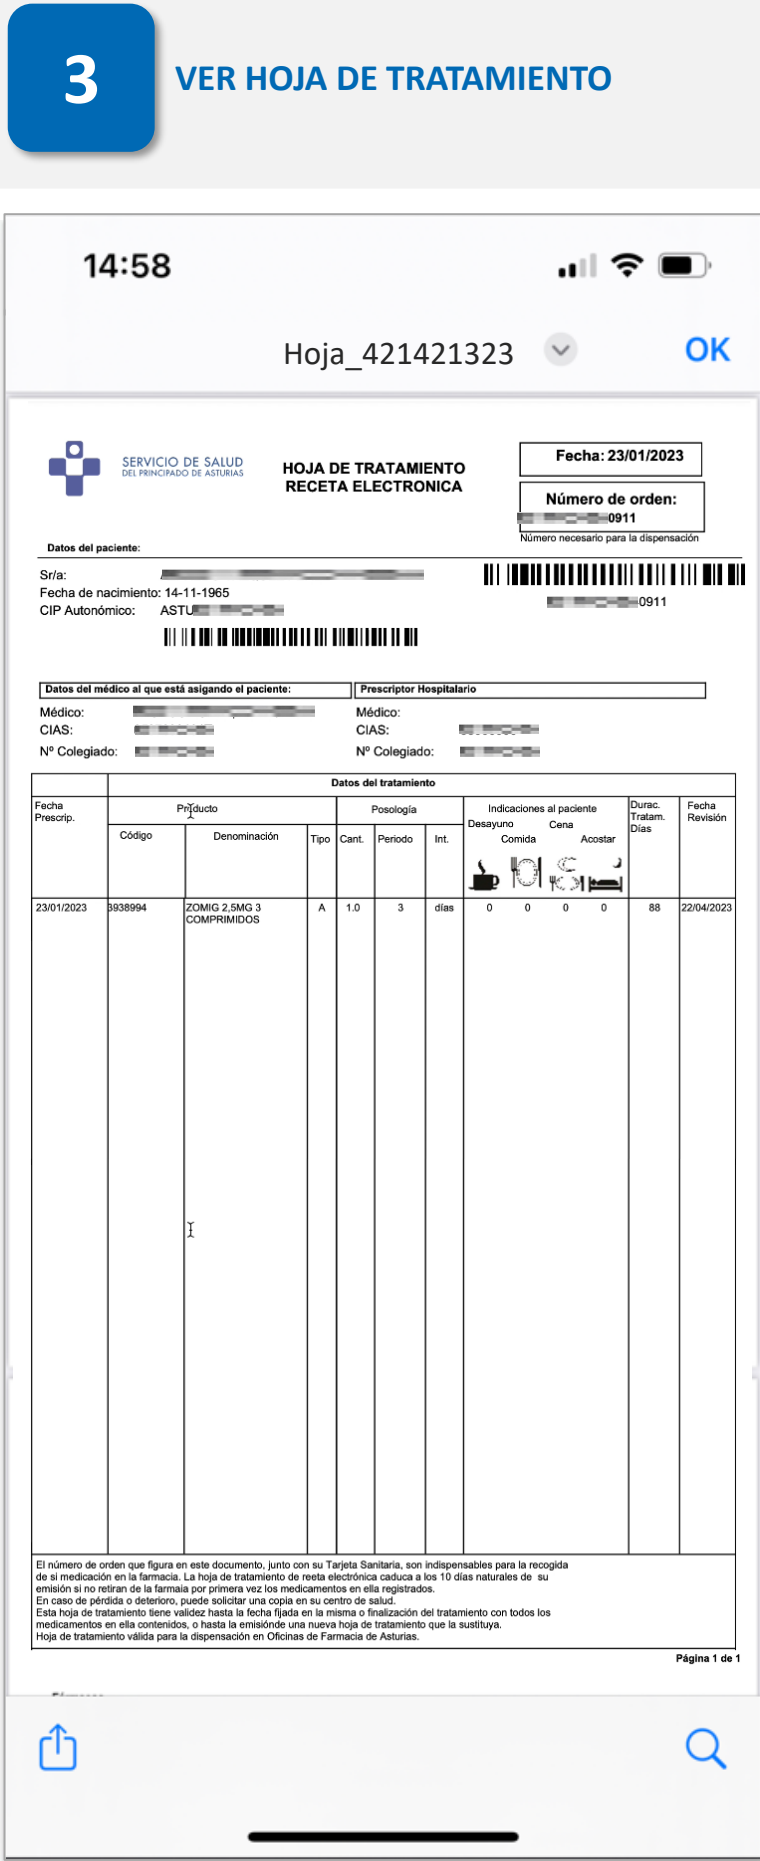 3
VER HOJA DE TRATAMIENTO
14:58
Hoja_421421323
OK
SERVICIO DE SALUD
DEL PRINCIPADO DE ASTURIAS
HOJA DE TRATAMIENTO
RECETA ELECTRONICA
Fecha: 23/01/2023
Número de orden:
0911
Número necesario para la dispensación
Datos del paciente:
Sr/a:
Fecha de nacimiento: 14-11-1965
CIP Autonómico: ASTU
0911
Datos del médico al que está asigando el paciente:
Prescriptor Hospitalario
Médico:
CIAS:
Nº Colegiado:
Médico:
CIAS:
Nº Colegiado:
Datos del tratamiento
Fecha
Prescrip.
Producto
Posología
Indicaciones al paciente
Durac.
Tratam.
Días
Fecha
Revisión
Código
Denominación
Tipo
Cant.
Periodo
Int.
Desayuno
Comida
Cena
Acostar
23/01/2023 3938994 ZOMIG 2,5MG 3 A 1.0 3 días 0 0 0 0 88 22/04/2023
COMPRIMIDOS
El número de orden que figura en este documento, junto con su Tarjeta Sanitaria, son indispensables para la recogida
de si medicación en la farmacia. La hoja de tratamiento de reeta electrónica caduca a los 10 días naturales de su
emisión si no retiran de la farmaia por primera vez los medicamentos en ella registrados.
En caso de pérdida o deterioro, puede solicitar una copia en su centro de salud.
Esta hoja de tratamiento tiene validez hasta la fecha fijada en la misma o finalización del tratamiento con todos los
medicamentos en ella contenidos, o hasta la emisiónde una nueva hoja de tratamiento que la sustituya.
Hoja de tratamiento válida para la dispensación en Oficinas de Farmacia de Asturias.
Página 1 de 1